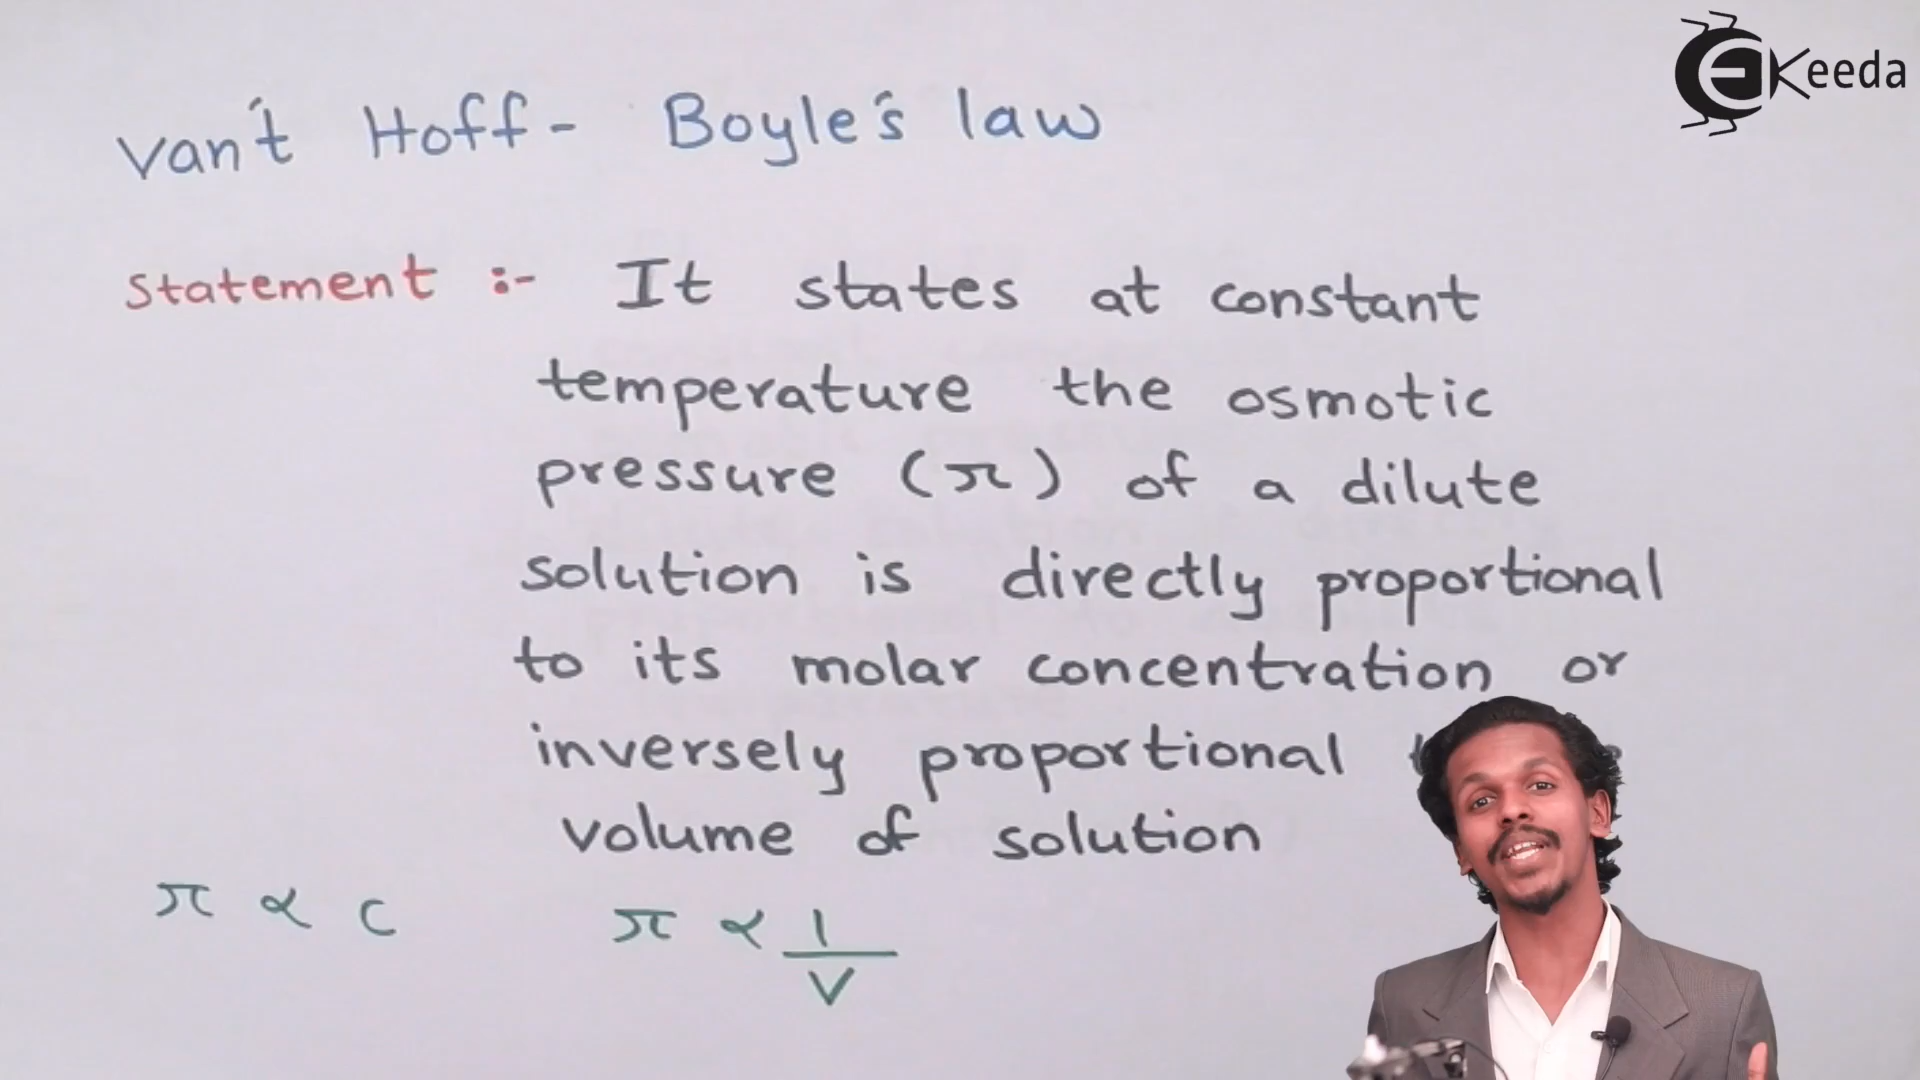 EKeeda
Van't Hoff - Boyle's law
Statement :- It states at constant
temperature the osmotic
pressure (π) of a dilute
solution is directly proportional
to its molar concentration or
inversely proportional
volume of solution
π ∝ c π ∝ 1/V